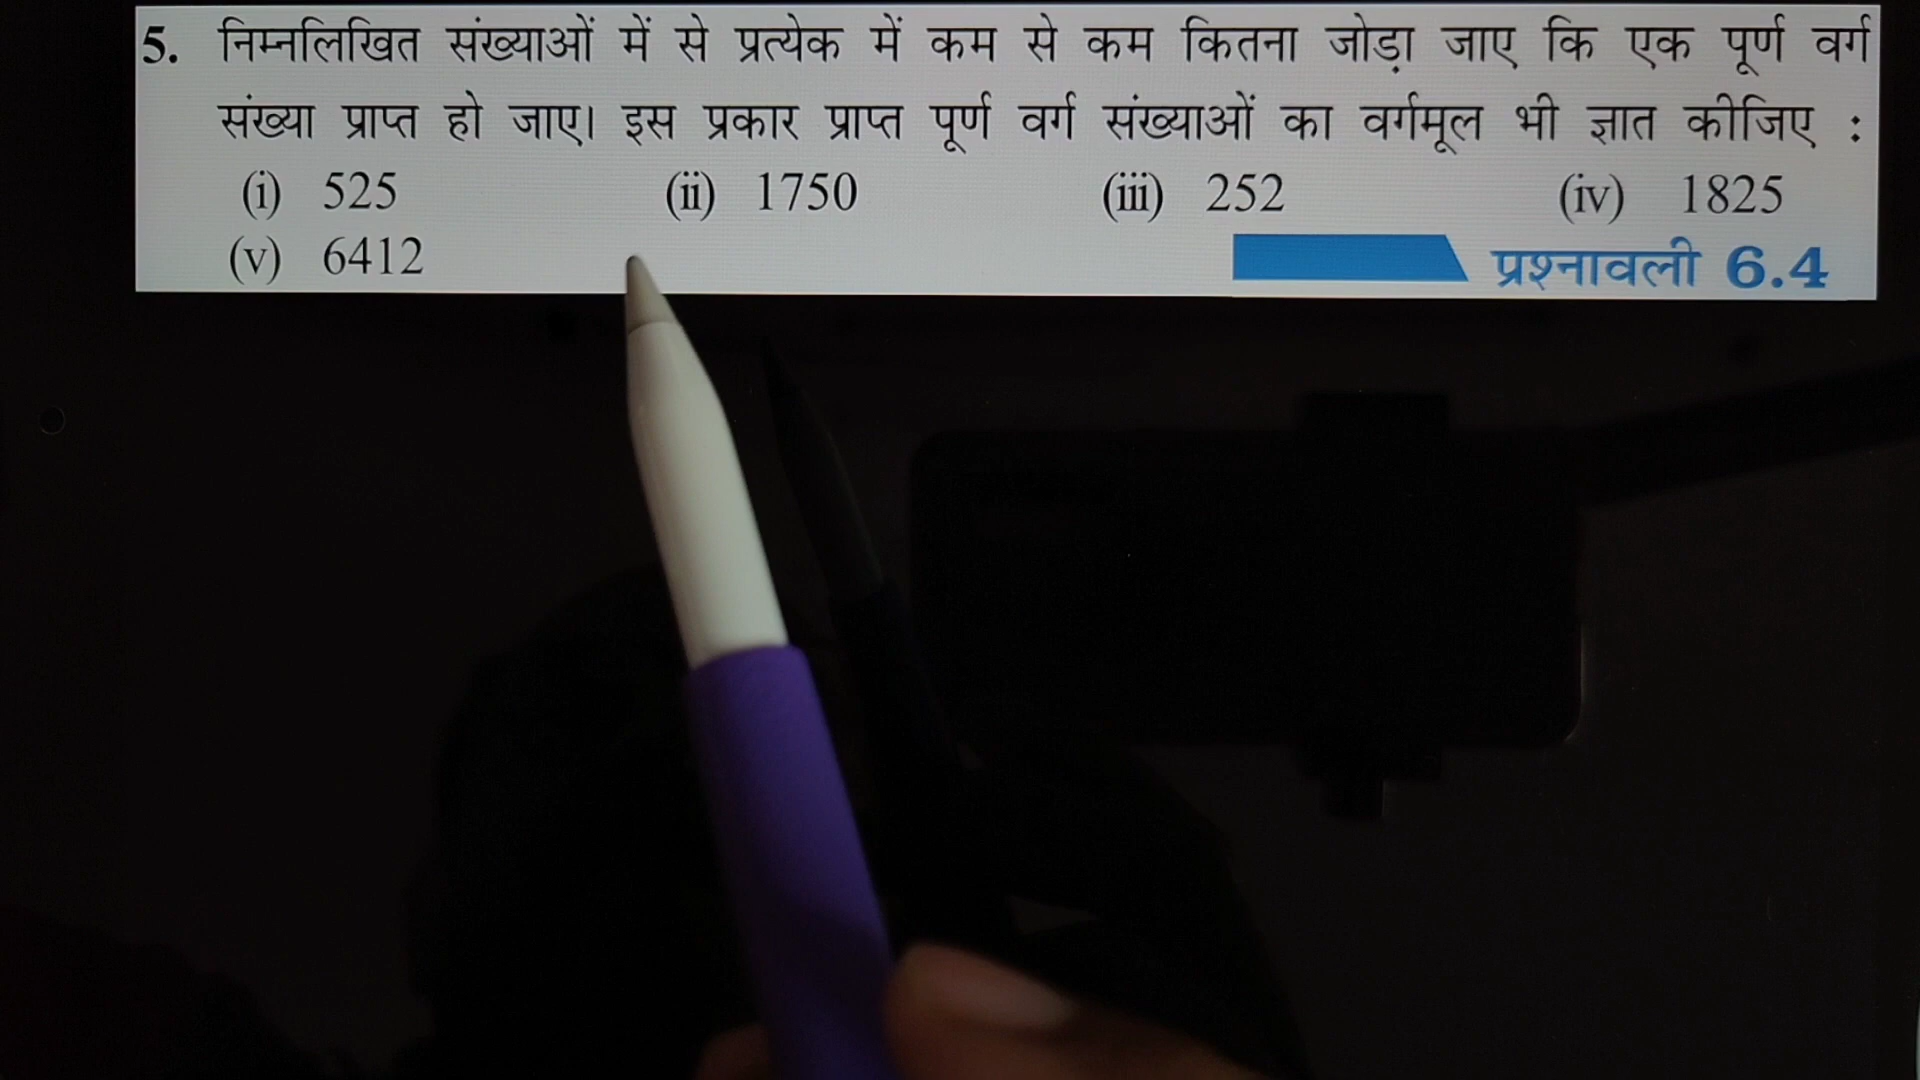 5. निम्नलिखित संख्याओं में से प्रत्येक में कम से कम कितना जोड़ा जाए कि एक पूर्ण वर्ग
संख्या प्राप्त हो जाए। इस प्रकार प्राप्त पूर्ण वर्ग संख्याओं का वर्गमूल भी ज्ञात कीजिए :
(i) 525 (ii) 1750 (iii) 252 (iv) 1825
(v) 6412
प्रश्नावली 6.4